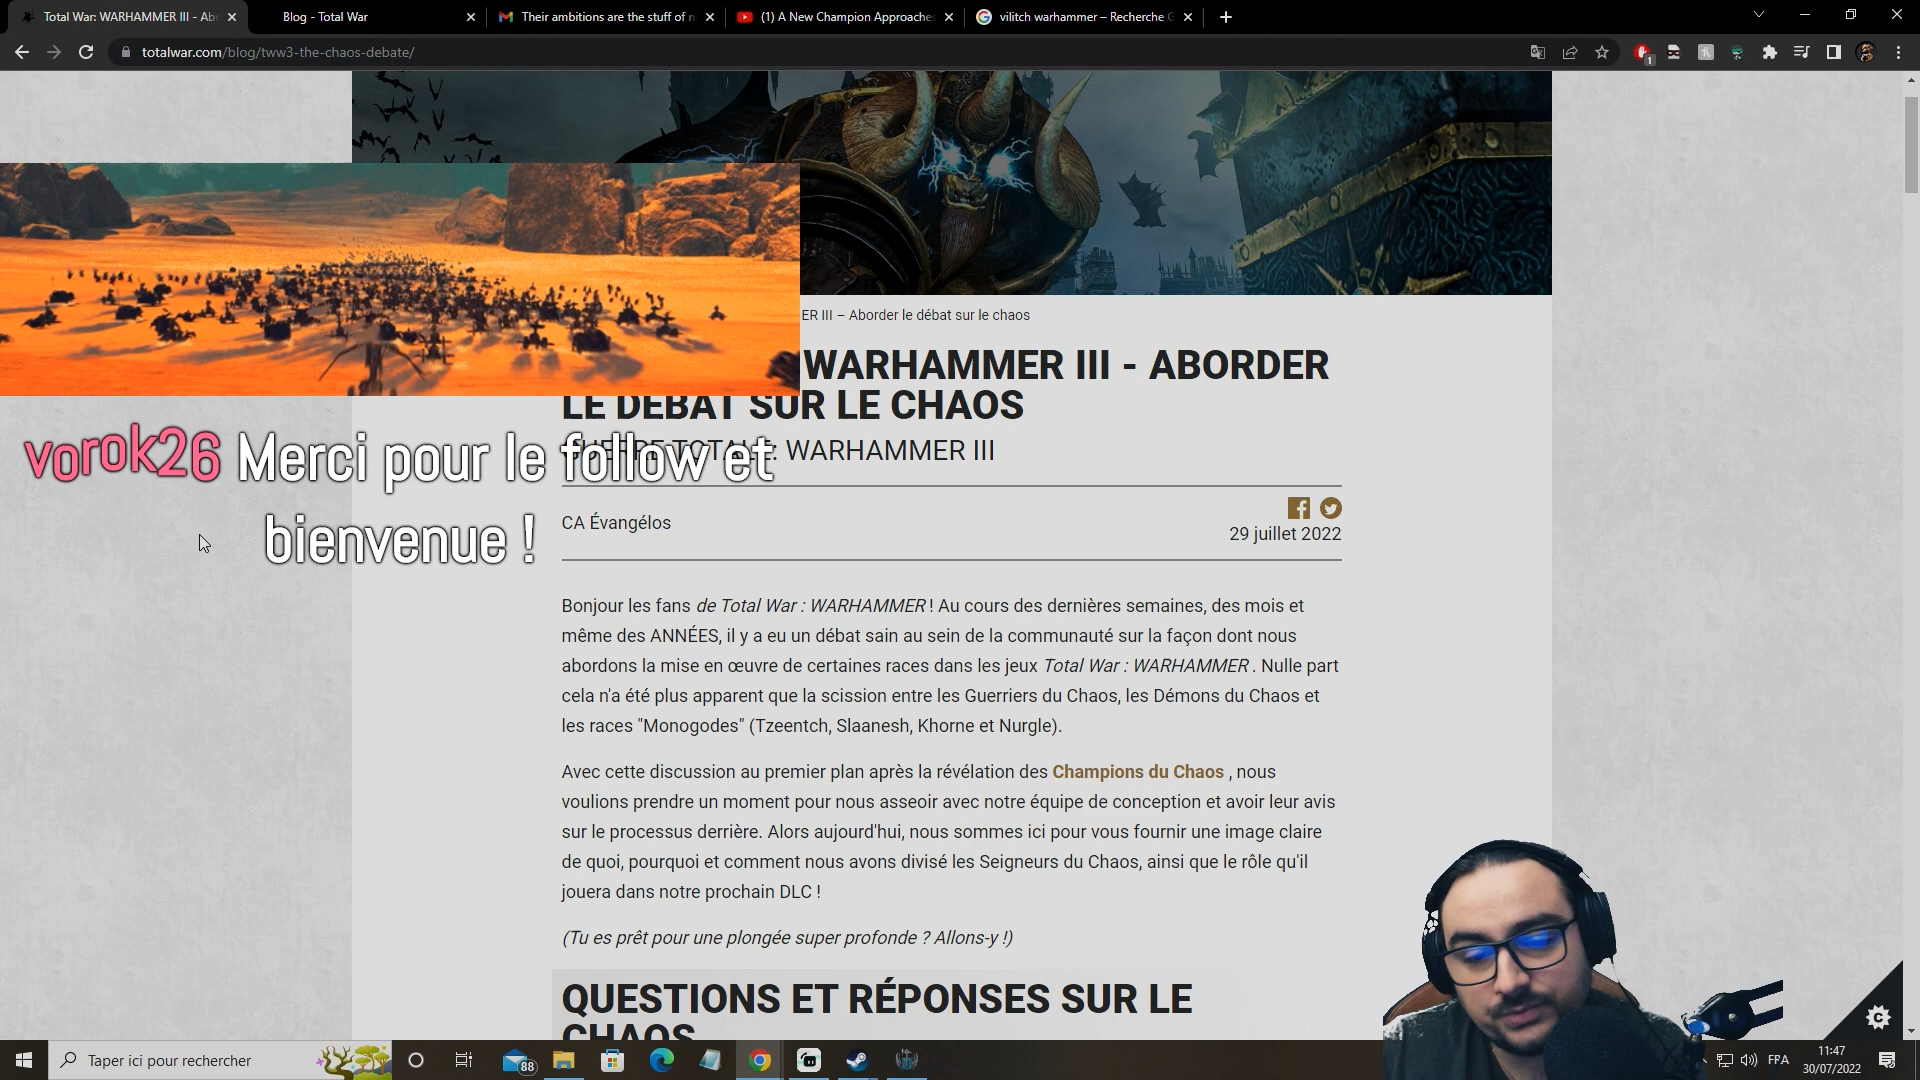 Total War: WARHAMMER III - Abo
Blog - Total War
Their ambitions are the stuff of n
(1) A New Champion Approaches
vilitch warhammer – Recherche G
totalwar.com/blog/tww3-the-chaos-debate/
1
ER III – Aborder le débat sur le chaos
WARHAMMER III - ABORDER
LE DÉBAT SUR LE CHAOS
GUERRE TOTALE : WARHAMMER III
vorok26 Merci pour le follow et
bienvenue !
CA Évangélos
29 juillet 2022
Bonjour les fans de Total War : WARHAMMER ! Au cours des dernières semaines, des mois et
même des ANNÉES, il y a eu un débat sain au sein de la communauté sur la façon dont nous
abordons la mise en œuvre de certaines races dans les jeux Total War : WARHAMMER . Nulle part
cela n'a été plus apparent que la scission entre les Guerriers du Chaos, les Démons du Chaos et
les races "Monogodes" (Tzeentch, Slaanesh, Khorne et Nurgle).
Avec cette discussion au premier plan après la révélation des Champions du Chaos , nous
voulions prendre un moment pour nous asseoir avec notre équipe de conception et avoir leur avis
sur le processus derrière. Alors aujourd'hui, nous sommes ici pour vous fournir une image claire
de quoi, pourquoi et comment nous avons divisé les Seigneurs du Chaos, ainsi que le rôle qu'il
jouera dans notre prochain DLC !
(Tu es prêt pour une plongée super profonde ? Allons-y !)
QUESTIONS ET RÉPONSES SUR LE
CHAOS
Taper ici pour rechercher
88
FRA
11:47
30/07/2022